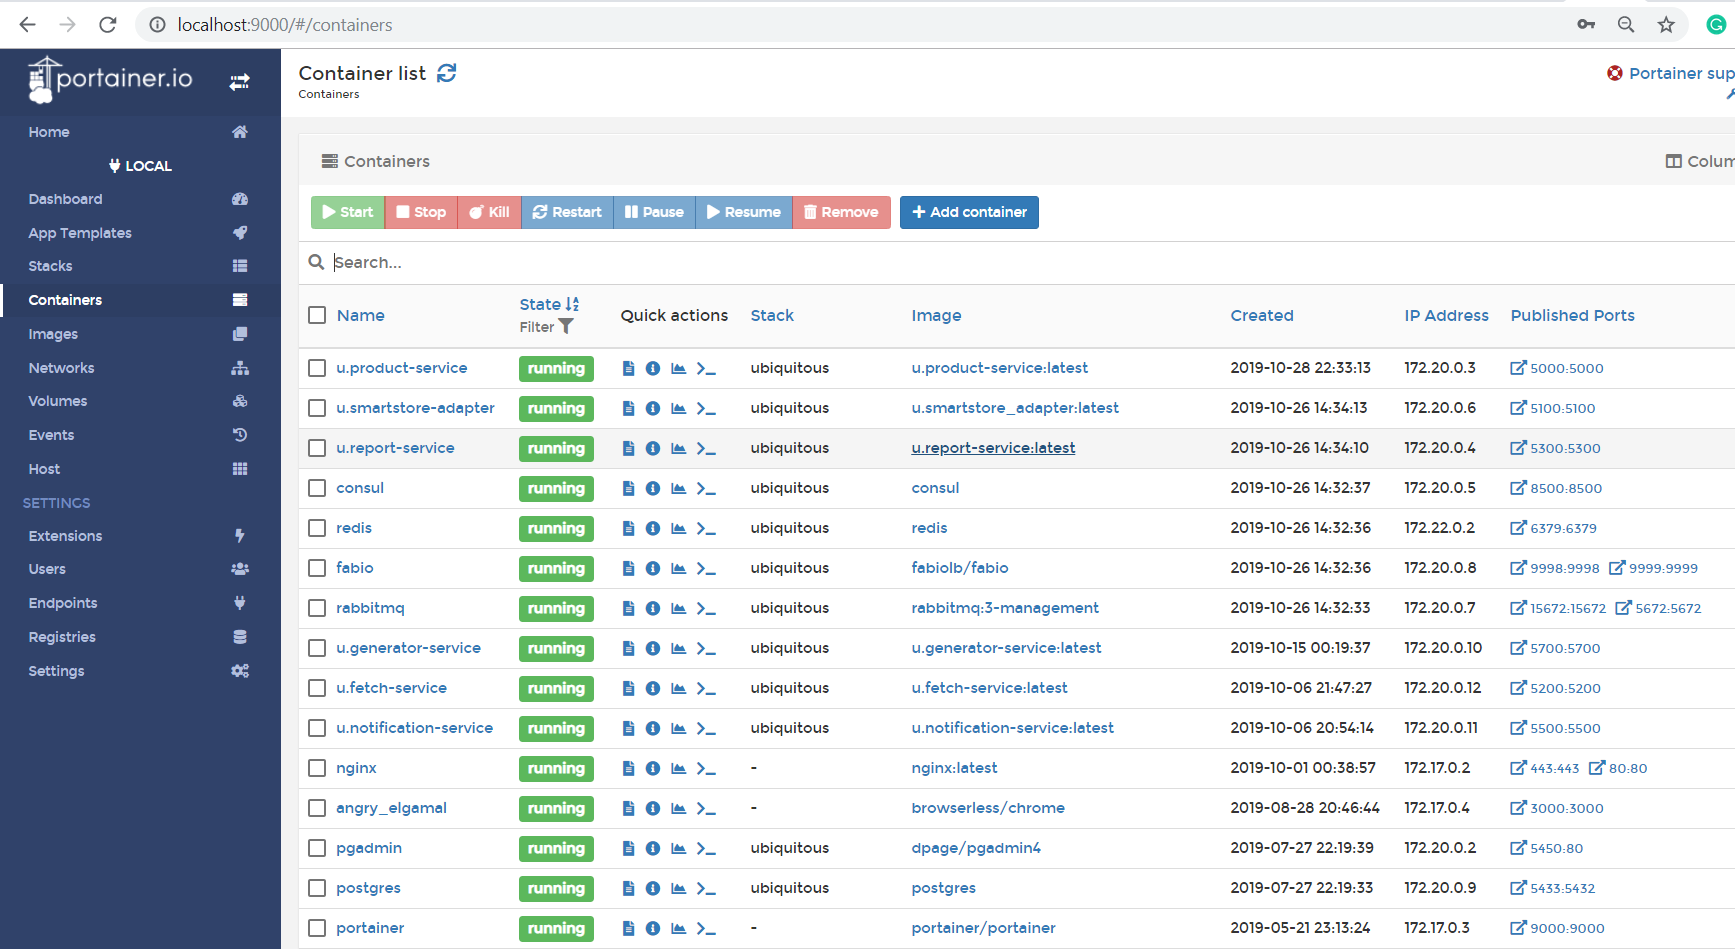 localhost:9000/#/containers
portainer.io
Home
LOCAL
Dashboard
App Templates
Stacks
Containers
Images
Networks
Volumes
Events
Host
SETTINGS
Extensions
Users
Endpoints
Registries
Settings
Container list
Containers
Portainer sup
Containers
Colum
Start Stop Kill Restart Pause Resume Remove Add container
Search...
Name State Filter Quick actions Stack Image Created IP Address Published Ports
u.product-service running ubiquitous u.product-service:latest 2019-10-28 22:33:13 172.20.0.3 5000:5000
u.smartstore-adapter running ubiquitous u.smartstore_adapter:latest 2019-10-26 14:34:13 172.20.0.6 5100:5100
u.report-service running ubiquitous u.report-service:latest 2019-10-26 14:34:10 172.20.0.4 5300:5300
consul running ubiquitous consul 2019-10-26 14:32:37 172.20.0.5 8500:8500
redis running ubiquitous redis 2019-10-26 14:32:36 172.22.0.2 6379:6379
fabio running ubiquitous fabiolb/fabio 2019-10-26 14:32:36 172.20.0.8 9998:9998 9999:9999
rabbitmq running ubiquitous rabbitmq:3-management 2019-10-26 14:32:33 172.20.0.7 15672:15672 5672:5672
u.generator-service running ubiquitous u.generator-service:latest 2019-10-15 00:19:37 172.20.0.10 5700:5700
u.fetch-service running ubiquitous u.fetch-service:latest 2019-10-06 21:47:27 172.20.0.12 5200:5200
u.notification-service running ubiquitous u.notification-service:latest 2019-10-06 20:54:14 172.20.0.11 5500:5500
nginx running - nginx:latest 2019-10-01 00:38:57 172.17.0.2 443:443 80:80
angry_elgamal running - browserless/chrome 2019-08-28 20:46:44 172.17.0.4 3000:3000
pgadmin running ubiquitous dpage/pgadmin4 2019-07-27 22:19:39 172.20.0.2 5450:80
postgres running ubiquitous postgres 2019-07-27 22:19:33 172.20.0.9 5433:5432
portainer running - portainer/portainer 2019-05-21 23:13:24 172.17.0.3 9000:9000